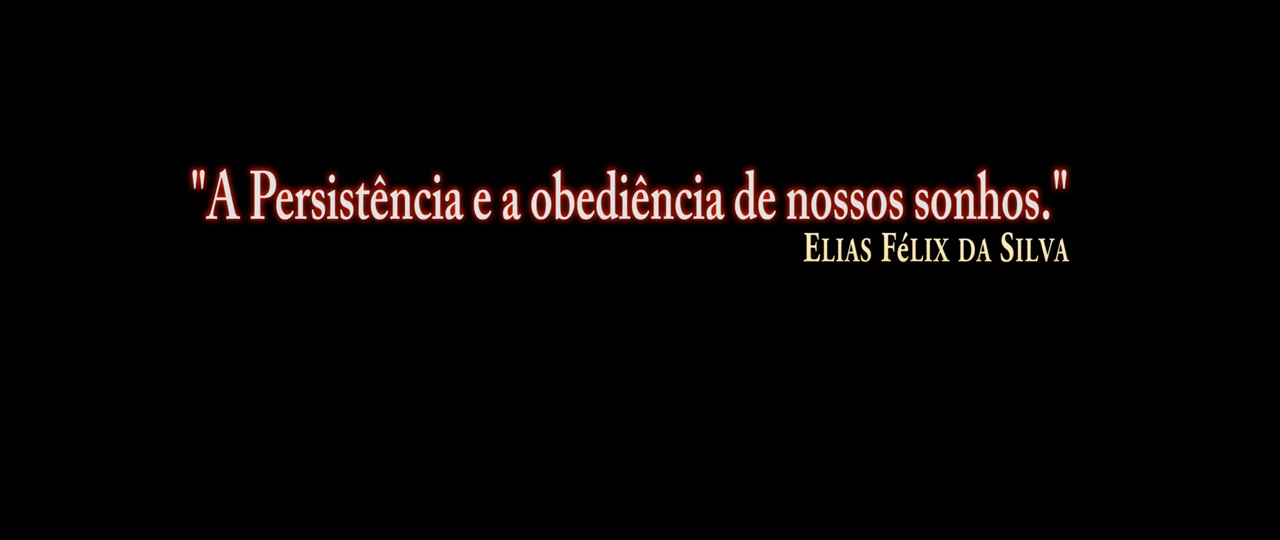 "A Persistência e a obediência de nossos sonhos."
ELIAS FéLIX DA SILVA